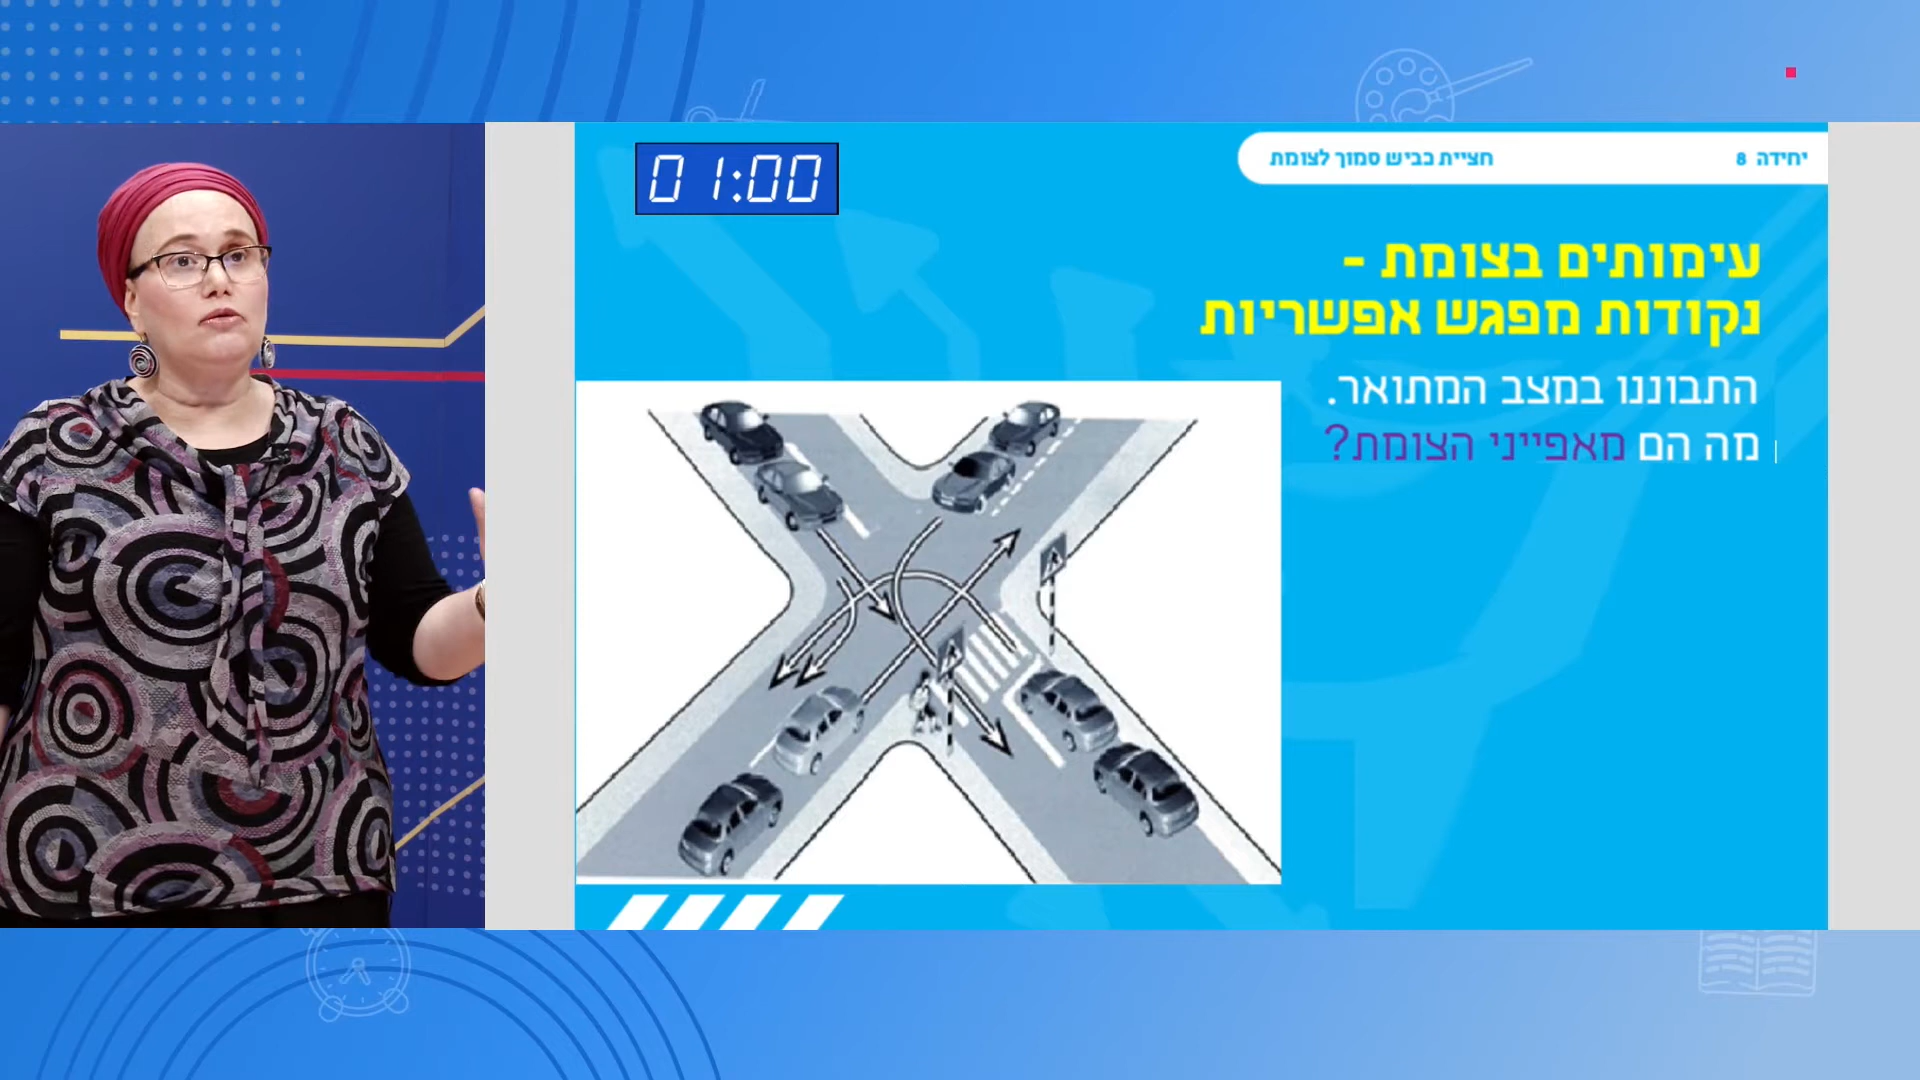 01:00
יחידה 8 חציית כביש סמוך לצומת
עימותים בצומת -
נקודות מפגש אפשריות
התבוננו במצב המתואר.
מה הם מאפייני הצומת?